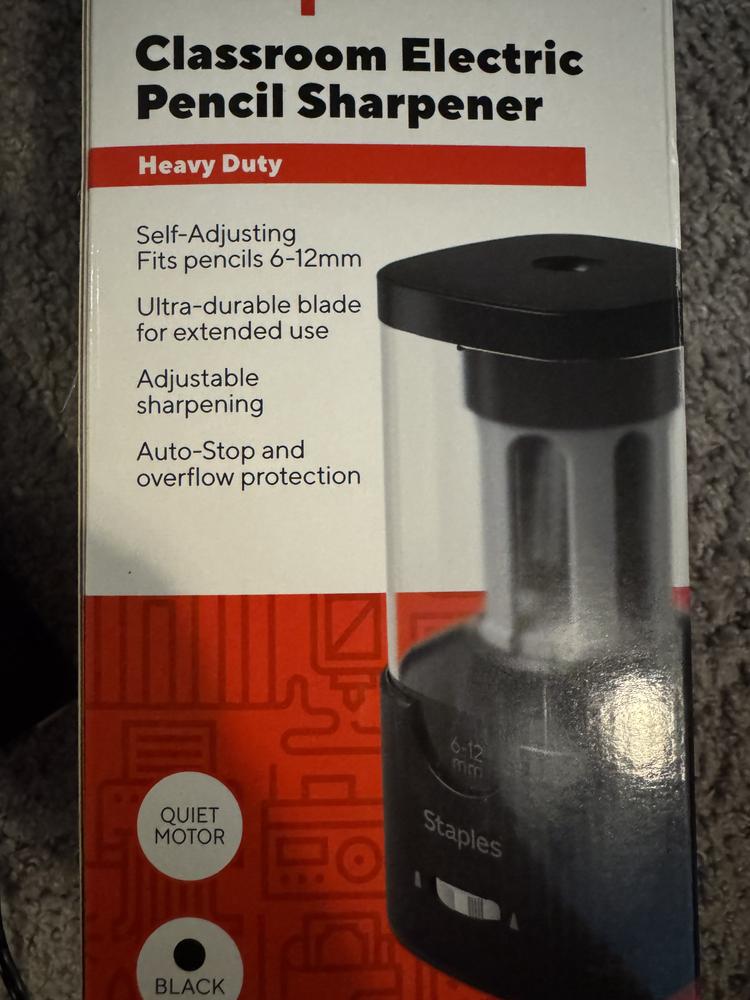 Classroom Electric
Pencil Sharpener
Heavy Duty
Self-Adjusting
Fits pencils 6-12mm
Ultra-durable blade
for extended use
Adjustable
sharpening
Auto-Stop and
overflow protection
6-12
mm
Staples
QUIET
MOTOR
BLACK